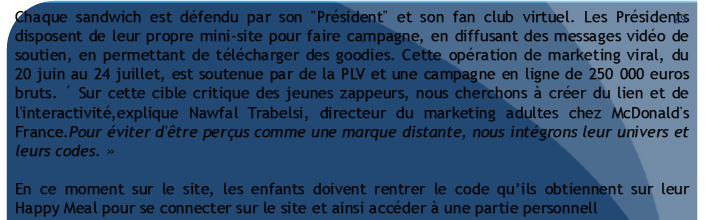 Chaque sandwich est défendu par son "Président" et son fan club virtuel. Les Présidents
disposent de leur propre mini-site pour faire campagne, en diffusant des messages vidéo de
soutien, en permettant de télécharger des goodies. Cette opération de marketing viral, du
20 juin au 24 juillet, est soutenue par de la PLV et une campagne en ligne de 250 000 euros
bruts. ´ Sur cette cible critique des jeunes zappeurs, nous cherchons à créer du lien et de
l'interactivité,explique Nawfal Trabelsi, directeur du marketing adultes chez McDonald's
France.Pour éviter d'être perçus comme une marque distante, nous intégrons leur univers et
leurs codes. »
En ce moment sur le site, les enfants doivent rentrer le code qu’ils obtiennent sur leur
Happy Meal pour se connecter sur le site et ainsi accéder à une partie personnell